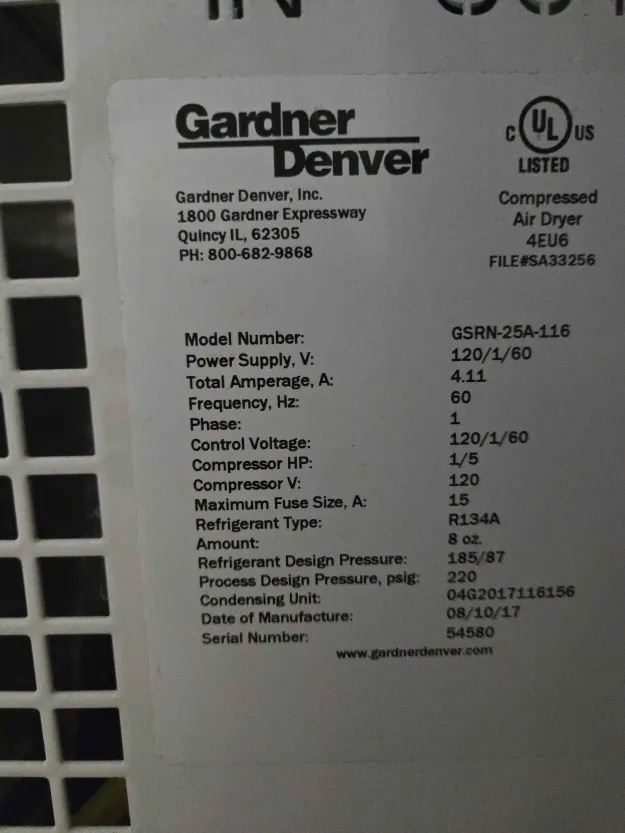 IN
Gardner
Denver
Gardner Denver, Inc.
1800 Gardner Expressway
Quincy IL, 62305
PH: 800-682-9868
C UL US
LISTED
Compressed
Air Dryer
4EU6
FILE#SA33256
Model Number: GSRN-25A-116
Power Supply, V: 120/1/60
Total Amperage, A: 4.11
Frequency, Hz: 60
Phase: 1
Control Voltage: 120/1/60
Compressor HP: 1/5
Compressor V: 120
Maximum Fuse Size, A: 15
Refrigerant Type: R134A
Amount: 8 oz.
Refrigerant Design Pressure: 185/87
Process Design Pressure, psig: 220
Condensing Unit: 04G2017116156
Date of Manufacture: 08/10/17
Serial Number: 54580
www.gardnerdenver.com